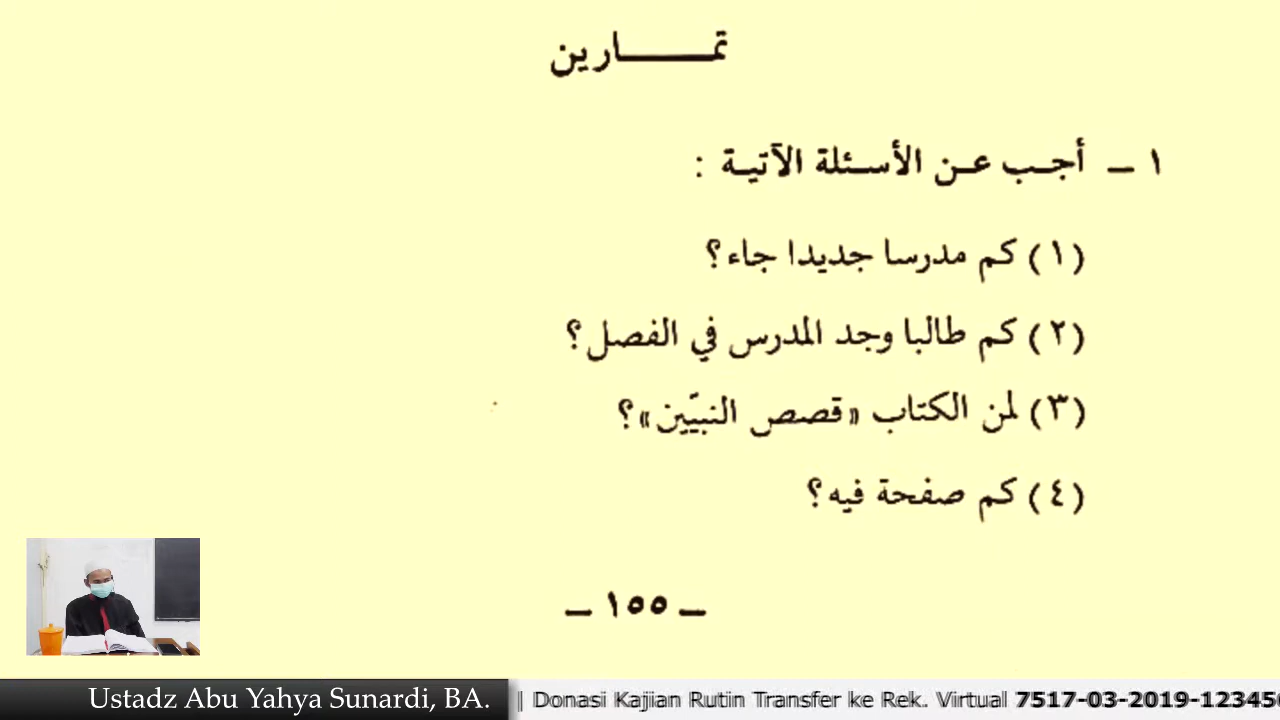 تمارين
١ – أجب عن الأسئلة الآتية :
(١) كم مدرسا جديدا جاء؟
(٢) كم طالبا وجد المدرس في الفصل؟
(٣) لمن الكتاب «قصص النبيّين»؟
(٤) كم صفحة فيه؟
– ١٥٥ –
Ustadz Abu Yahya Sunardi, BA. | Donasi Kajian Rutin Transfer ke Rek. Virtual 7517-03-2019-123456